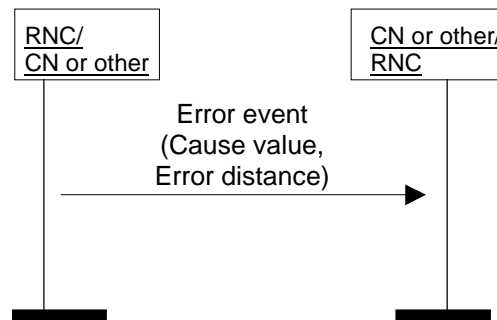 RNC/
CN or other
CN or other/
RNC
Error event
(Cause value,
Error distance)